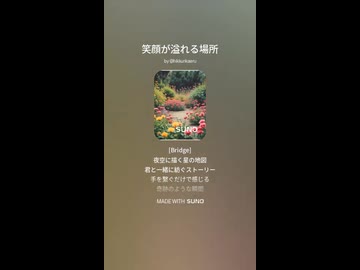 笑顔が溢れる場所
SUNO
[Bridge]
夜空に描く星の地図
君と一緒に紡ぐストーリー
手を繋ぐだけで感じる
奇跡のような瞬間
MADE WITH SUNO